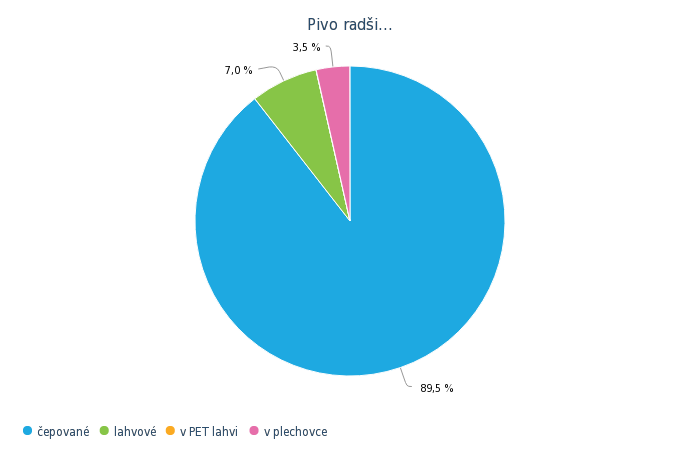 Pivo radši...
3,5 %
7,0 %
89,5 %
čepované lahvové v PET lahvi v plechovce